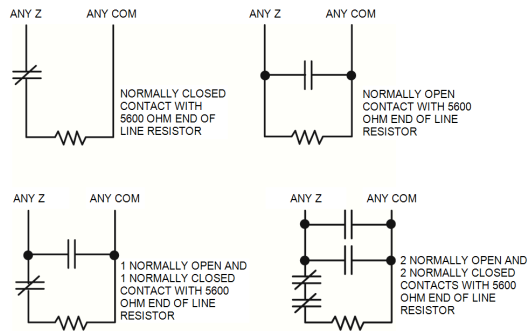 ANY Z ANY COM
NORMALLY CLOSED
CONTACT WITH
5600 OHM END OF
LINE RESISTOR
ANY Z ANY COM
NORMALLY OPEN
CONTACT WITH 5600
OHM END OF LINE
RESISTOR
ANY Z ANY COM
1 NORMALLY OPEN AND
1 NORMALLY CLOSED
CONTACT WITH 5600
OHM END OF LINE
RESISTOR
ANY Z ANY COM
2 NORMALLY OPEN AND
2 NORMALLY CLOSED
CONTACTS WITH 5600
OHM END OF LINE
RESISTOR